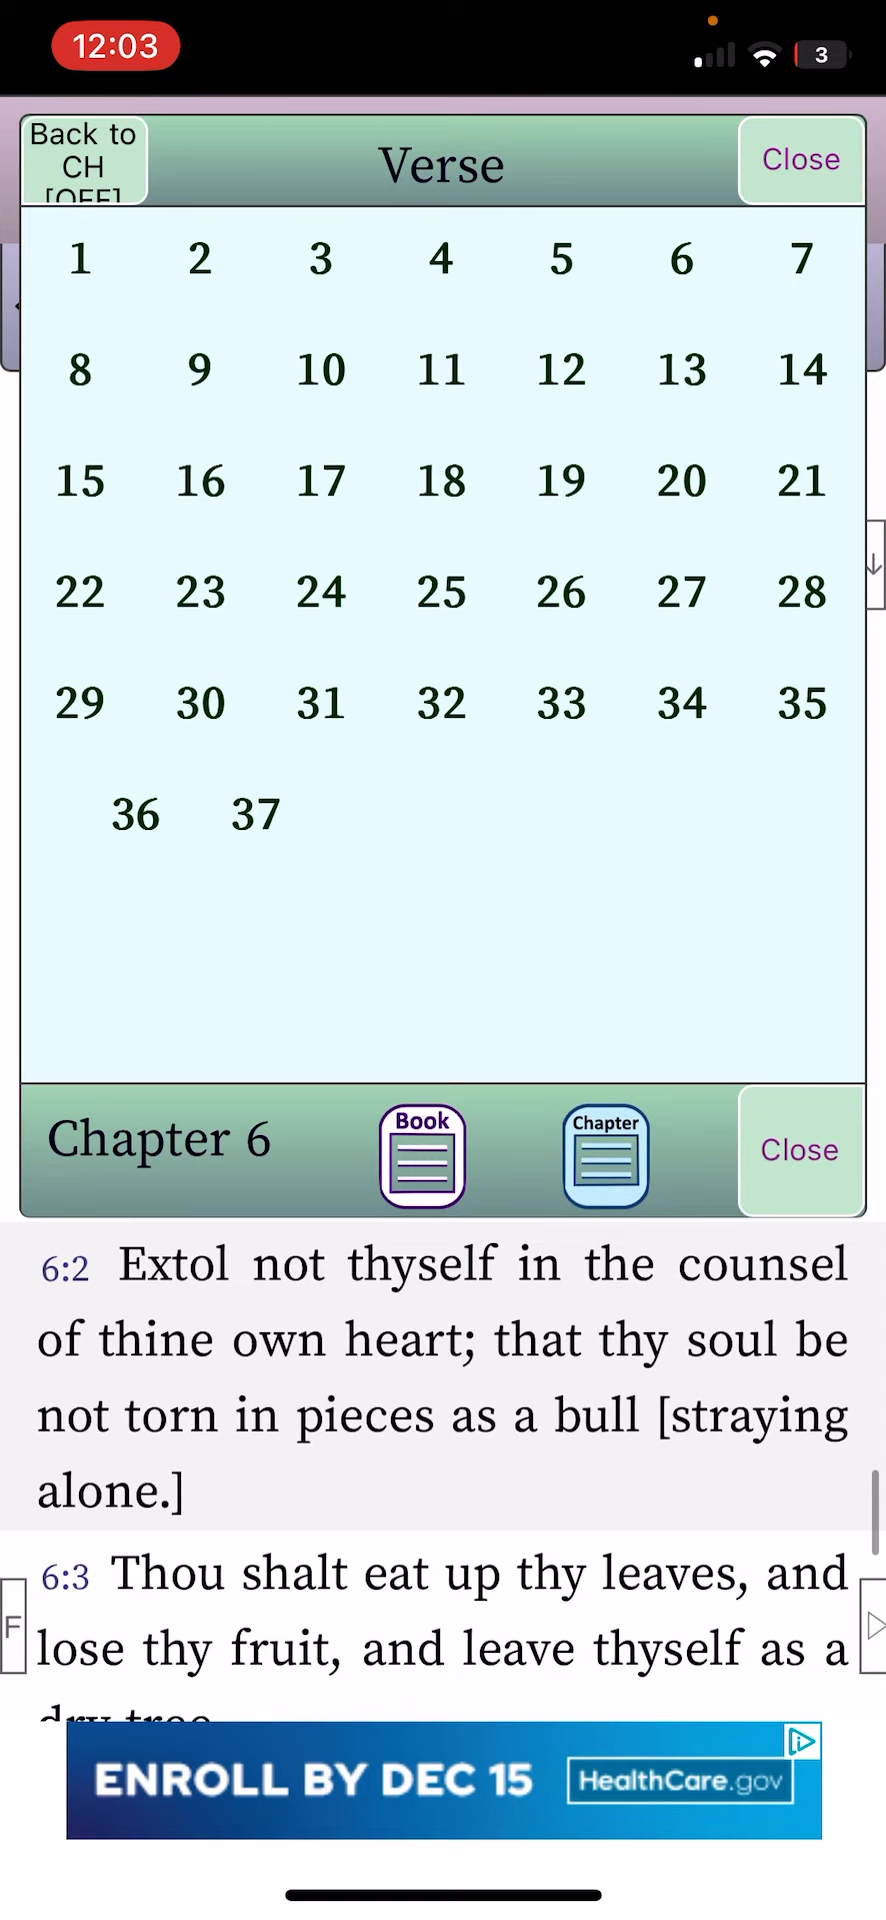 12:03
3
Back to
CH
[OFF]
Verse
Close
1 2 3 4 5 6 7
8 9 10 11 12 13 14
15 16 17 18 19 20 21
22 23 24 25 26 27 28
29 30 31 32 33 34 35
36 37
Chapter 6
Book
Chapter
Close
6:2 Extol not thyself in the counsel
of thine own heart; that thy soul be
not torn in pieces as a bull [straying
alone.]
6:3 Thou shalt eat up thy leaves, and
F
lose thy fruit, and leave thyself as a
dry tree
ENROLL BY DEC 15
HealthCare.gov